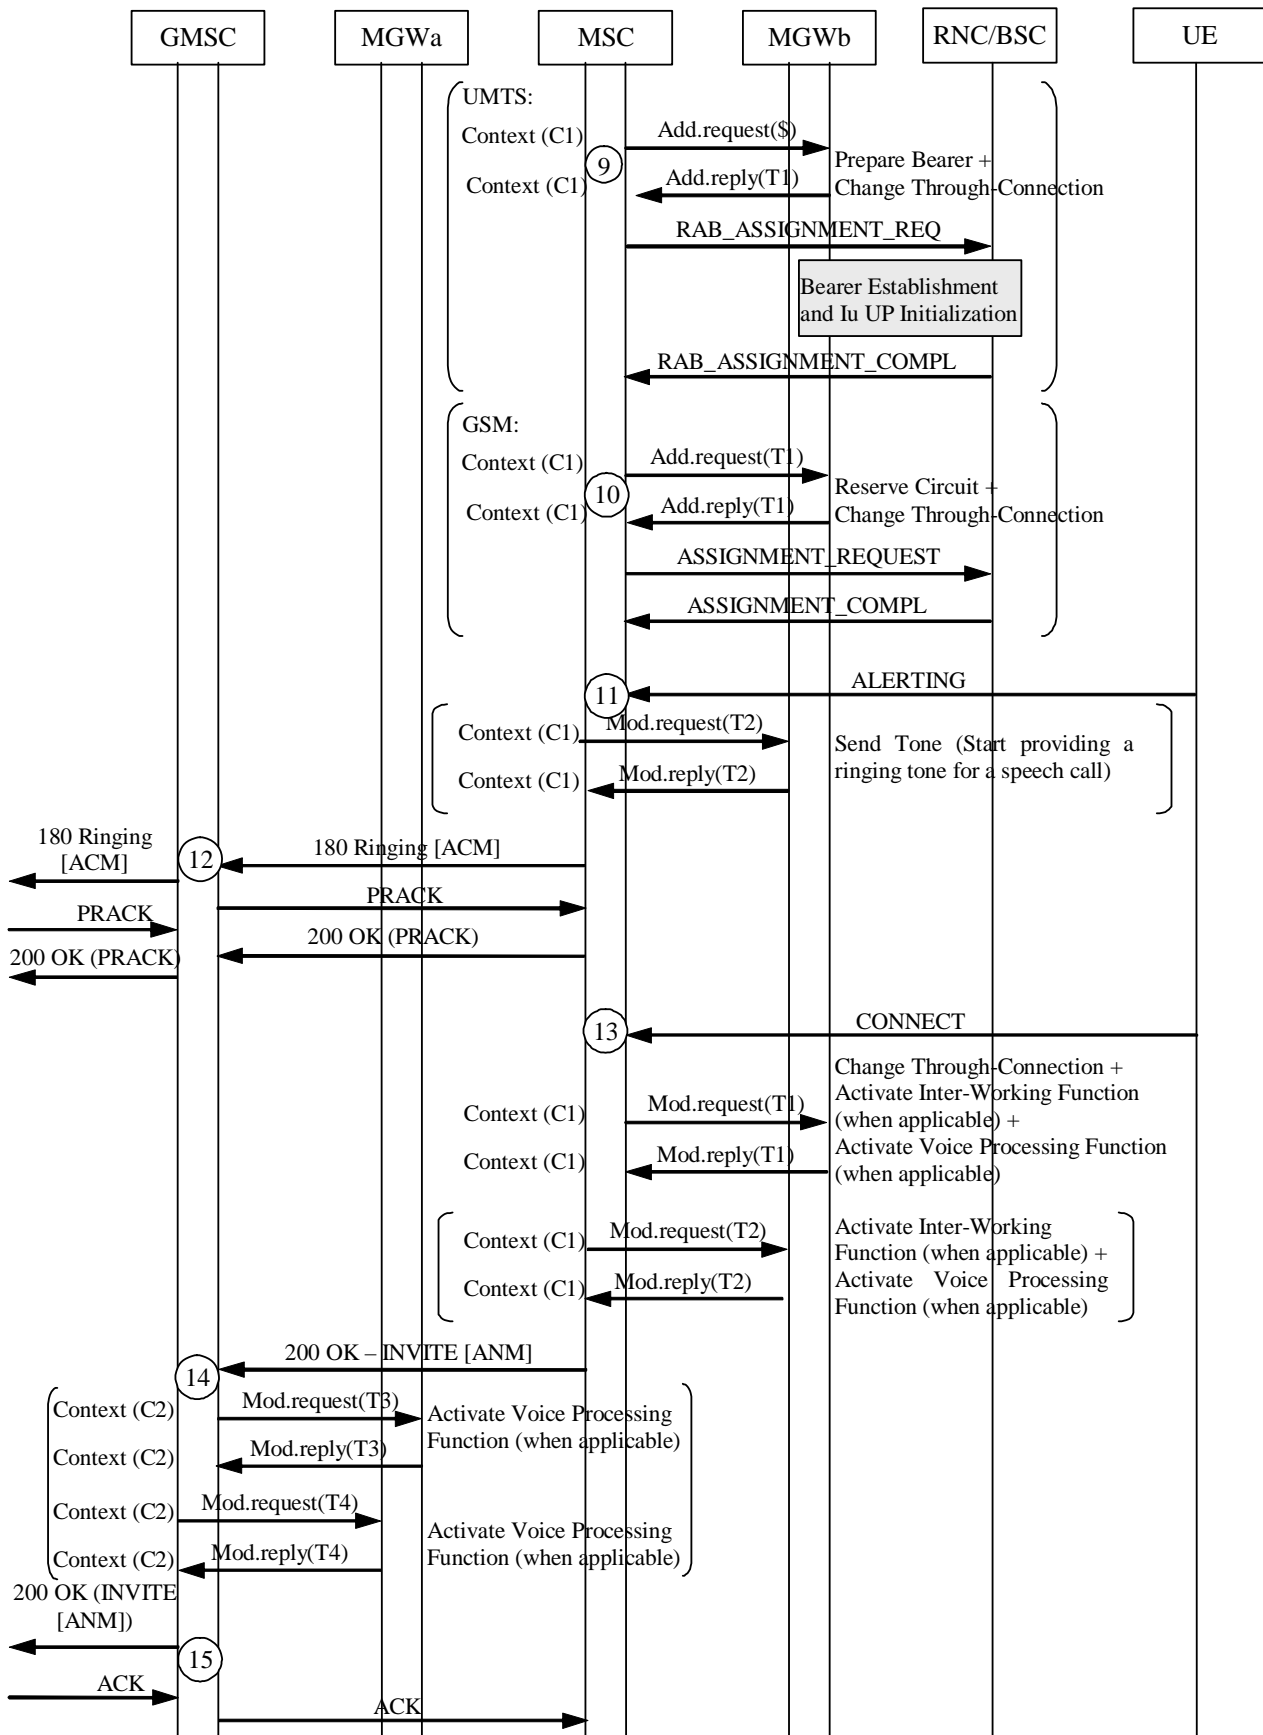 GMSC
MGWa
MSC
MGWb
RNC/BSC
UE
UMTS:
Context (C1)
Add.request($)
9
Prepare Bearer +
Context (C1)
Add.reply(T1)
Change Through-Connection
RAB_ASSIGNMENT_REQ
Bearer Establishment
and Iu UP Initialization
RAB_ASSIGNMENT_COMPL
GSM:
Context (C1)
Add.request(T1)
10
Reserve Circuit +
Context (C1)
Add.reply(T1)
Change Through-Connection
ASSIGNMENT_REQUEST
ASSIGNMENT_COMPL
11
ALERTING
Context (C1)
Mod.request(T2)
Send Tone (Start providing a
ringing tone for a speech call)
Context (C1)
Mod.reply(T2)
180 Ringing
[ACM]
12
180 Ringing [ACM]
PRACK
PRACK
200 OK (PRACK)
200 OK (PRACK)
13
CONNECT
Change Through-Connection +
Activate Inter-Working Function
(when applicable) +
Activate Voice Processing Function
(when applicable)
Context (C1)
Mod.request(T1)
Context (C1)
Mod.reply(T1)
Context (C1)
Mod.request(T2)
Activate Inter-Working
Function (when applicable) +
Activate Voice Processing
Function (when applicable)
Context (C1)
Mod.reply(T2)
200 OK – INVITE [ANM]
14
Context (C2)
Mod.request(T3)
Activate Voice Processing
Function (when applicable)
Context (C2)
Mod.reply(T3)
Context (C2)
Mod.request(T4)
Activate Voice Processing
Function (when applicable)
Context (C2)
Mod.reply(T4)
200 OK (INVITE
[ANM])
15
ACK
ACK